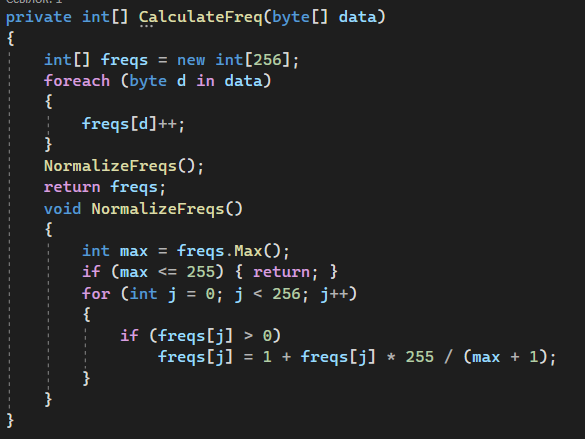 private int[] CalculateFreq(byte[] data)
{
int[] freqs = new int[256];
foreach (byte d in data)
{
freqs[d]++;
}
NormalizeFreqs();
return freqs;
void NormalizeFreqs()
{
int max = freqs.Max();
if (max <= 255) { return; }
for (int j = 0; j < 256; j++)
{
if (freqs[j] > 0)
freqs[j] = 1 + freqs[j] * 255 / (max + 1);
}
}
}